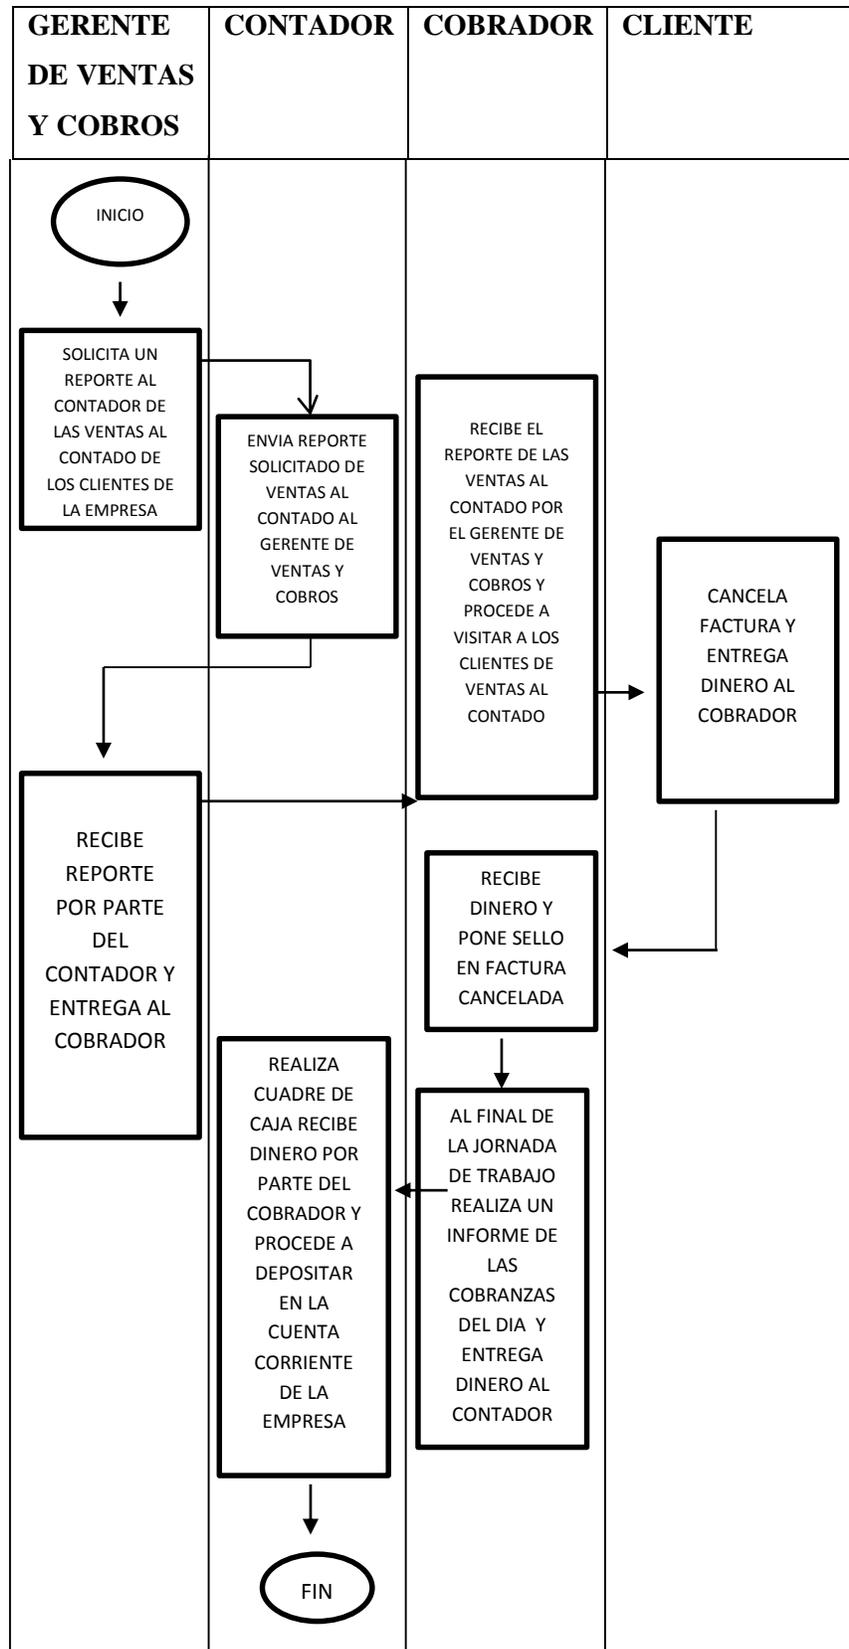 GERENTE
DE VENTAS
Y COBROS
CONTADOR
COBRADOR
CLIENTE
INICIO
SOLICITA UN
REPORTE AL
CONTADOR DE
LAS VENTAS AL
CONTADO DE
LOS CLIENTES DE
LA EMPRESA
ENVIA REPORTE
SOLICITADO DE
VENTAS AL
CONTADO AL
GERENTE DE
VENTAS Y
COBROS
RECIBE
REPORTE
POR PARTE
DEL
CONTADOR Y
ENTREGA AL
COBRADOR
RECIBE EL
REPORTE DE LAS
VENTAS AL
CONTADO POR
EL GERENTE DE
VENTAS Y
COBROS Y
PROCEDE A
VISITAR A LOS
CLIENTES DE
VENTAS AL
CONTADO
CANCELA
FACTURA Y
ENTREGA
DINERO AL
COBRADOR
RECIBE
DINERO Y
PONE SELLO
EN FACTURA
CANCELADA
AL FINAL DE
LA JORNADA
DE TRABAJO
REALIZA UN
INFORME DE
LAS
COBRANZAS
DEL DIA Y
ENTREGA
DINERO AL
CONTADOR
REALIZA
CUADRE DE
CAJA RECIBE
DINERO POR
PARTE DEL
COBRADOR Y
PROCEDE A
DEPOSITAR
EN LA
CUENTA
CORRIENTE
DE LA
EMPRESA
FIN